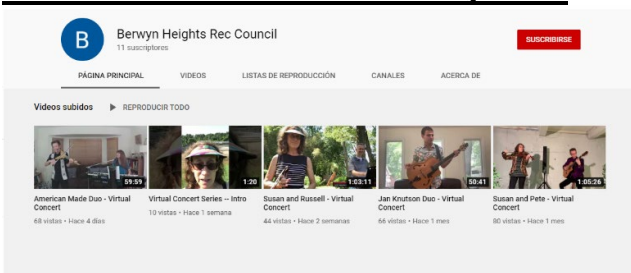 B
Berwyn Heights Rec Council
11 suscriptores
SUSCRIBIRSE
PÁGINA PRINCIPAL VIDEOS LISTAS DE REPRODUCCIÓN CANALES ACERCA DE
Videos subidos REPRODUCIR TODO
59:59 1:20 1:03:11 50:41 1:05:26
American Made Duo - Virtual Concert
68 vistas • Hace 4 días
Virtual Concert Series -- Intro
10 vistas • Hace 1 semana
Susan and Russell - Virtual Concert
44 vistas • Hace 2 semanas
Jan Knutson Duo - Virtual Concert
66 vistas • Hace 1 mes
Susan and Pete - Virtual Concert
80 vistas • Hace 1 mes